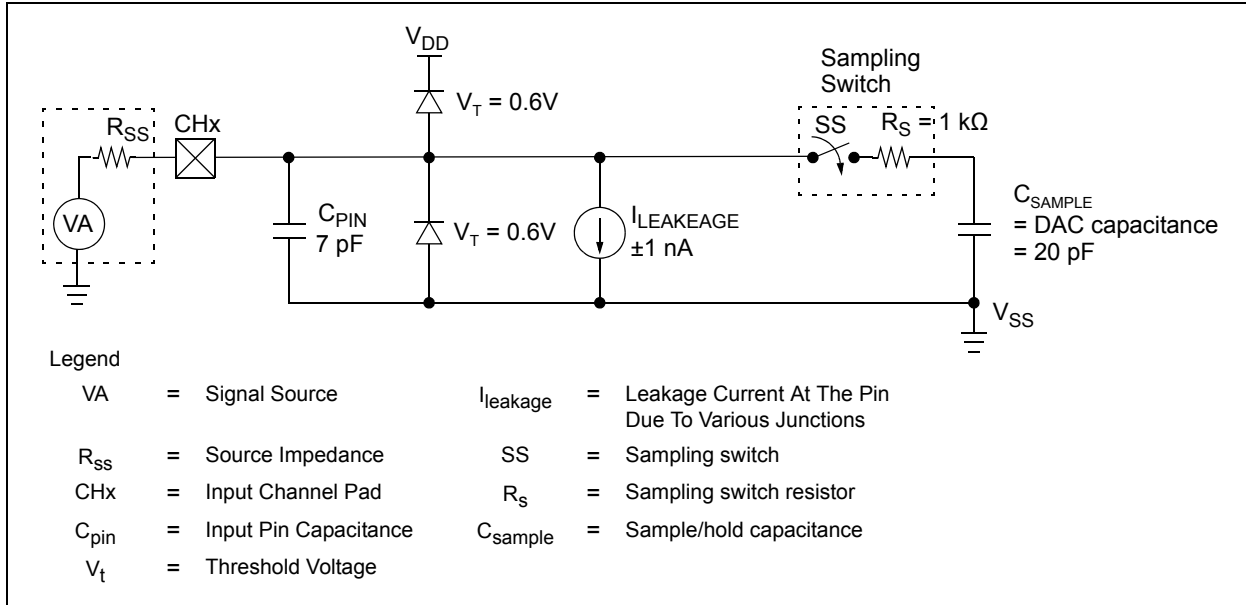 VDD
Sampling
Switch
VT = 0.6V
RSS
CHx
SS
RS = 1 kΩ
VA
CPIN
7 pF
VT = 0.6V
ILEAKEAGE
±1 nA
CSAMPLE
= DAC capacitance
= 20 pF
VSS
Legend
VA = Signal Source
Ileakage = Leakage Current At The Pin
Due To Various Junctions
Rss = Source Impedance
SS = Sampling switch
CHx = Input Channel Pad
Rs = Sampling switch resistor
Cpin = Input Pin Capacitance
Csample = Sample/hold capacitance
Vt = Threshold Voltage